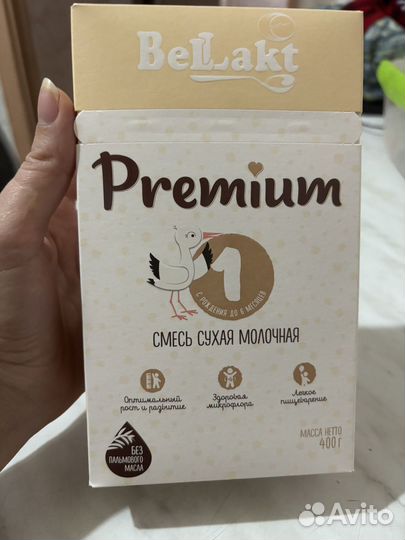 BelLakt
Premium
1
С РОЖДЕНИЯ ДО 6 МЕСЯЦЕВ
СМЕСЬ СУХАЯ МОЛОЧНАЯ
Оптимальный
рост и развитие
Здоровая
микрофлора
Легкое
пищеварение
БЕЗ
ПАЛЬМОВОГО
МАСЛА
МАССА НЕТТО
400 г
Avito